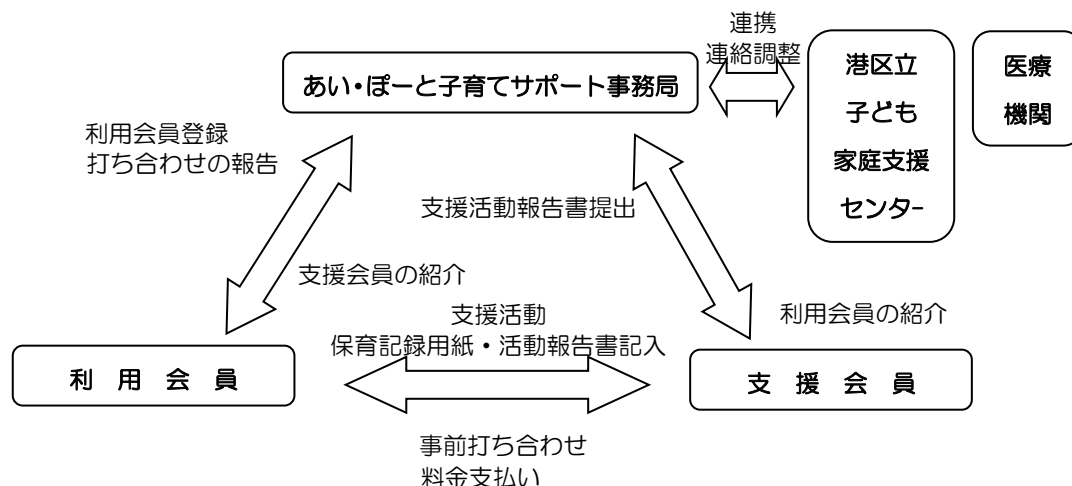 連携
連絡調整
あい・ぽーと子育てサポート事務局
港区立
子ども
家庭支援
センター
医療
機関
利用会員登録
打ち合わせの報告
支援活動報告書提出
支援会員の紹介
利用会員の紹介
支援活動
保育記録用紙・活動報告書記入
利 用 会 員
支 援 会 員
事前打ち合わせ
料金支払い